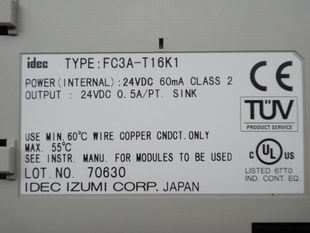 idec TYPE:FC3A-T16K1
POWER(INTERNAL):24VDC 60mA CLASS 2
OUTPUT : 24VDC 0.5A/PT. SINK
CE
TÜV
PRODUCT SERVICE
USE MIN.60°C WIRE COPPER CNDCT.ONLY
MAX. 55°C
SEE INSTR. MANU. FOR MODULES TO BE USED
c UL US
LISTED 67T0
IND. CONT. EQ.
LOT.NO. 70630
IDEC IZUMI CORP. JAPAN